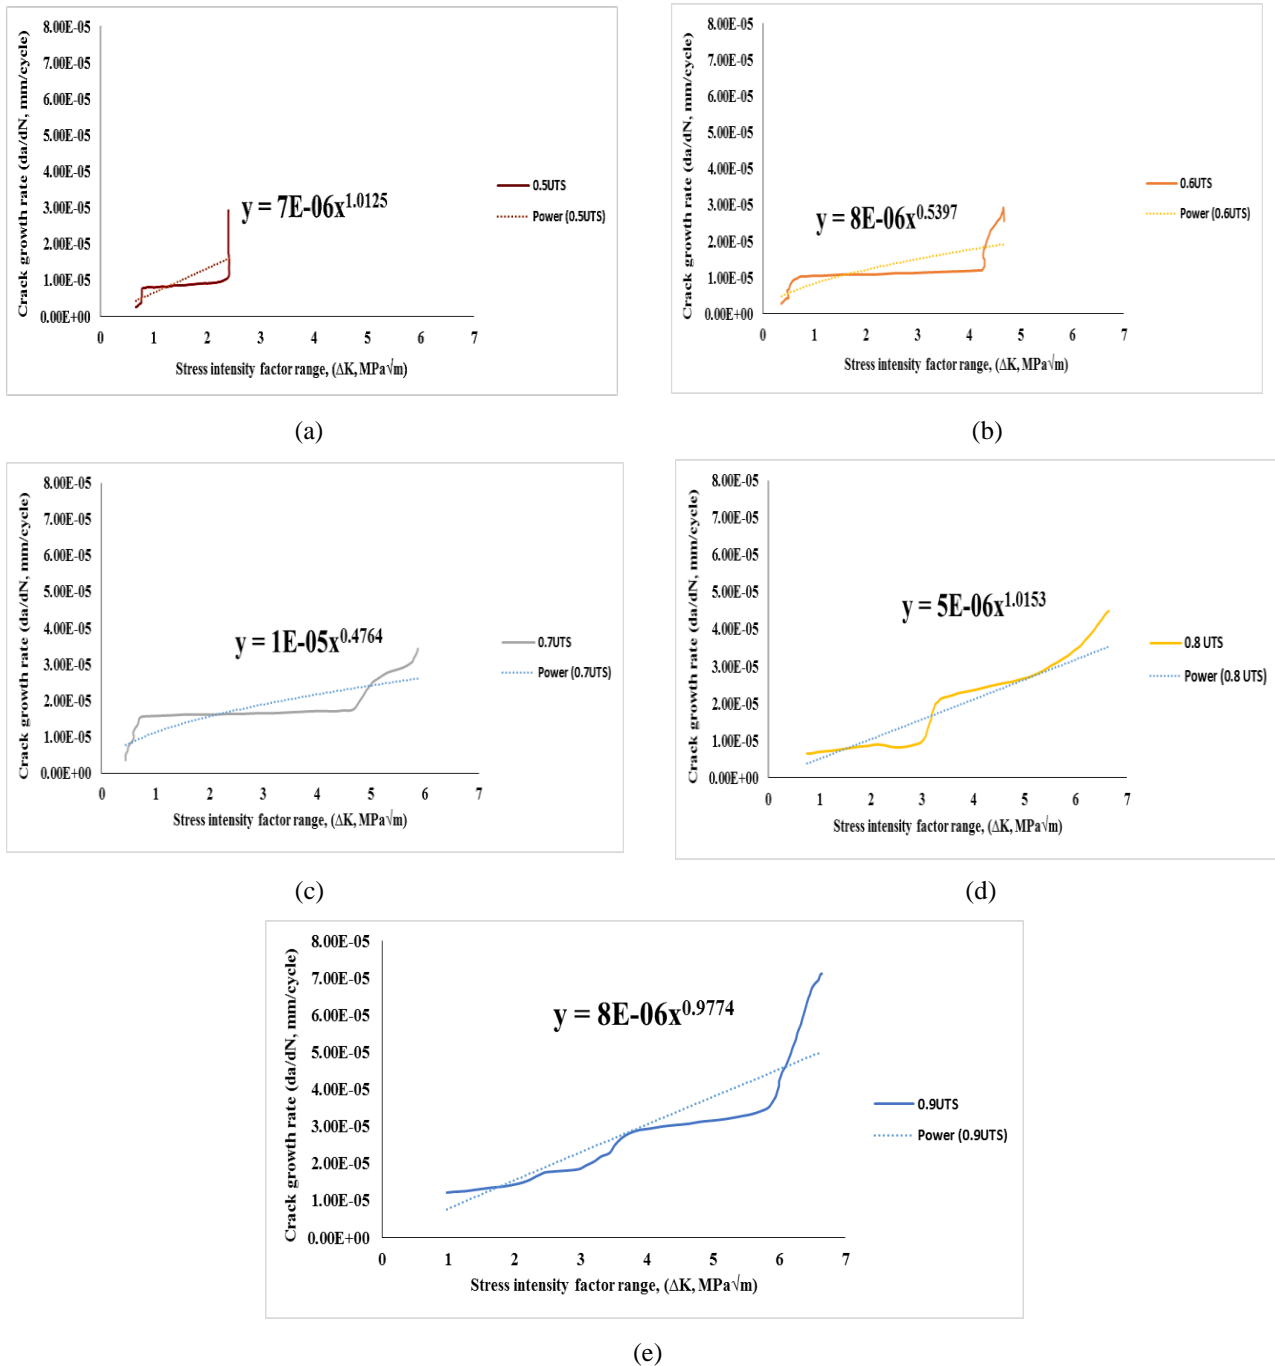 8.00E-05
7.00E-05
6.00E-05
5.00E-05
4.00E-05
3.00E-05
2.00E-05
1.00E-05
0.00E+00
Crack growth rate (da/dN, mm/cycle)
y = 7E-06x^1.0125
0.5UTS
Power (0.5UTS)
0 1 2 3 4 5 6 7
Stress intensity factor range, (ΔK, MPa√m)
(a)
8.00E-05
7.00E-05
6.00E-05
5.00E-05
4.00E-05
3.00E-05
2.00E-05
1.00E-05
0.00E+00
Crack growth rate (da/dN, mm/cycle)
y = 8E-06x^0.5397
0.6UTS
Power (0.6UTS)
0 1 2 3 4 5 6 7
Stress intensity factor range, (ΔK, MPa√m)
(b)
8.00E-05
7.00E-05
6.00E-05
5.00E-05
4.00E-05
3.00E-05
2.00E-05
1.00E-05
0.00E+00
Crack growth rate (da/dN, mm/cycle)
y = 1E-05x^0.4764
0.7UTS
Power (0.7UTS)
0 1 2 3 4 5 6 7
Stress intensity factor range, (ΔK, MPa√m)
(c)
8.00E-05
7.00E-05
6.00E-05
5.00E-05
4.00E-05
3.00E-05
2.00E-05
1.00E-05
0.00E+00
Crack growth rate (da/dN, mm/cycle)
y = 5E-06x^1.0153
0.8 UTS
Power (0.8 UTS)
0 1 2 3 4 5 6 7
Stress intensity factor range, (ΔK, MPa√m)
(d)
8.00E-05
7.00E-05
6.00E-05
5.00E-05
4.00E-05
3.00E-05
2.00E-05
1.00E-05
0.00E+00
Crack growth rate (da/dN, mm/cycle)
y = 8E-06x^0.9774
0.9UTS
Power (0.9UTS)
0 1 2 3 4 5 6 7
Stress intensity factor range, (ΔK, MPa√m)
(e)